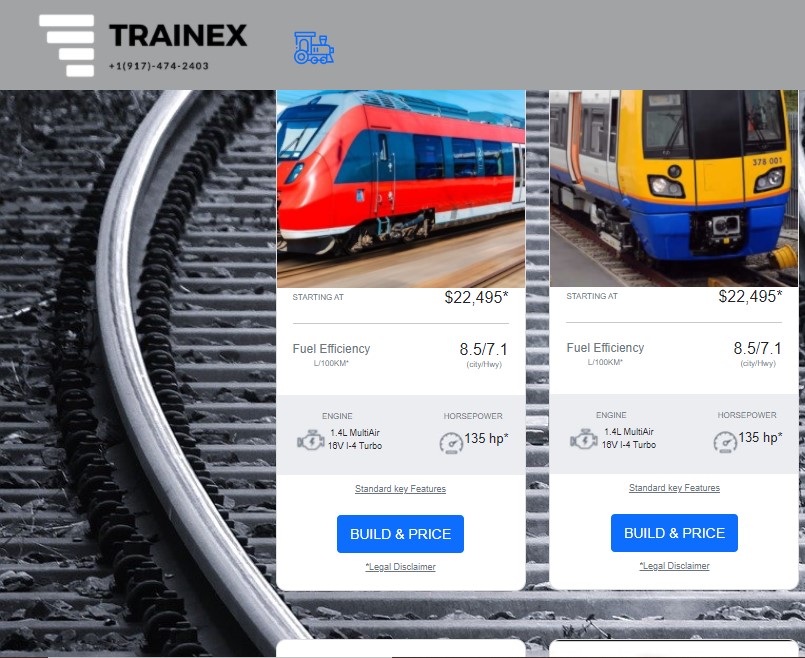 TRAINEX
+1(917)-474-2403
378 001
STARTING AT
$22,495*
Fuel Efficiency
L/100KM*
8.5/7.1
(city/Hwy)
ENGINE
1.4L MultiAir
16V I-4 Turbo
HORSEPOWER
135 hp*
Standard key Features
BUILD & PRICE
*Legal Disclaimer
STARTING AT
$22,495*
Fuel Efficiency
L/100KM*
8.5/7.1
(city/Hwy)
ENGINE
1.4L MultiAir
16V I-4 Turbo
HORSEPOWER
135 hp*
Standard key Features
BUILD & PRICE
*Legal Disclaimer